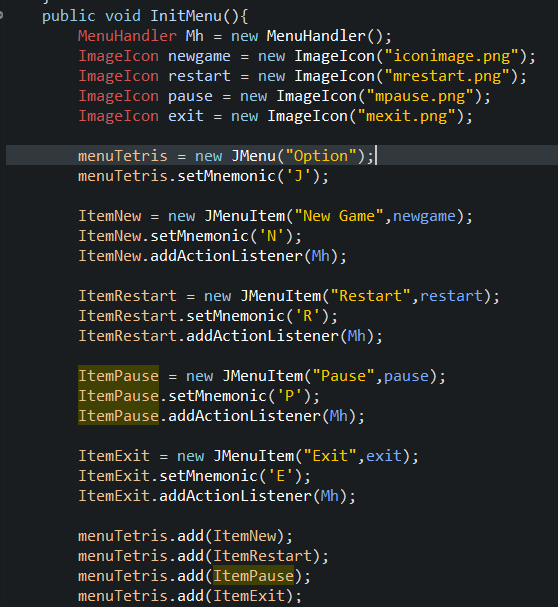 public void InitMenu(){
MenuHandler Mh = new MenuHandler();
ImageIcon newgame = new ImageIcon("iconimage.png");
ImageIcon restart = new ImageIcon("mrestart.png");
ImageIcon pause = new ImageIcon("mpause.png");
ImageIcon exit = new ImageIcon("mexit.png");
menuTetris = new JMenu("Option");
menuTetris.setMnemonic('J');
ItemNew = new JMenuItem("New Game",newgame);
ItemNew.setMnemonic('N');
ItemNew.addActionListener(Mh);
ItemRestart = new JMenuItem("Restart",restart);
ItemRestart.setMnemonic('R');
ItemRestart.addActionListener(Mh);
ItemPause = new JMenuItem("Pause",pause);
ItemPause.setMnemonic('P');
ItemPause.addActionListener(Mh);
ItemExit = new JMenuItem("Exit",exit);
ItemExit.setMnemonic('E');
ItemExit.addActionListener(Mh);
menuTetris.add(ItemNew);
menuTetris.add(ItemRestart);
menuTetris.add(ItemPause);
menuTetris.add(ItemExit);